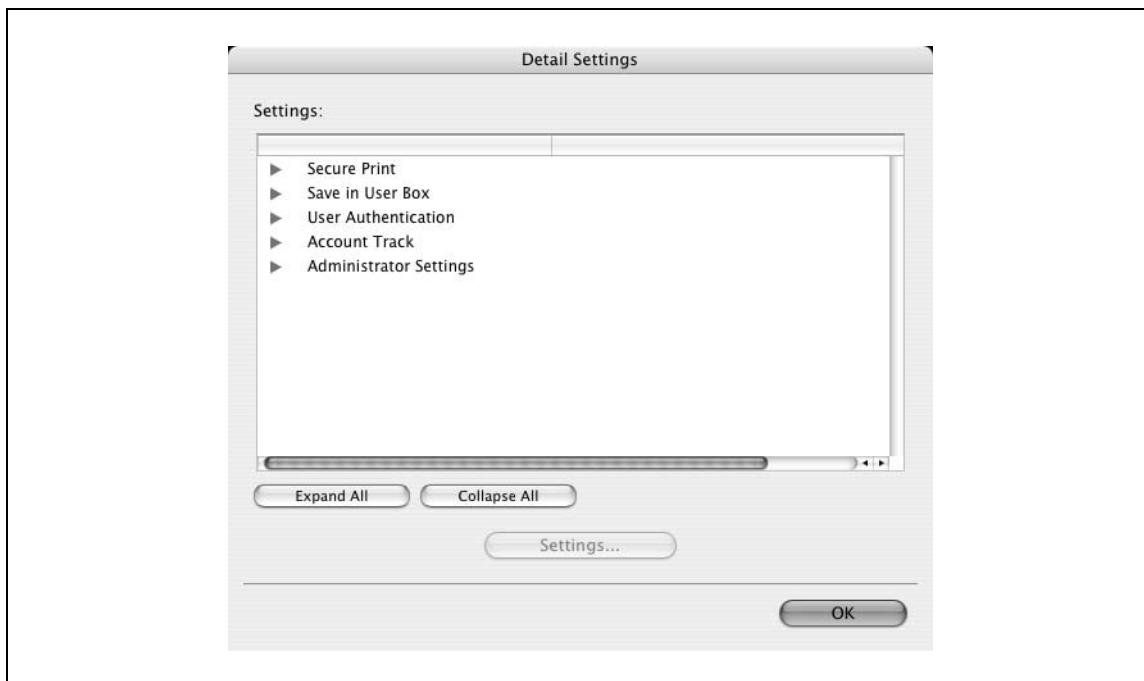 Detail Settings
Settings:
Secure Print
Save in User Box
User Authentication
Account Track
Administrator Settings
Expand All
Collapse All
Settings...
OK